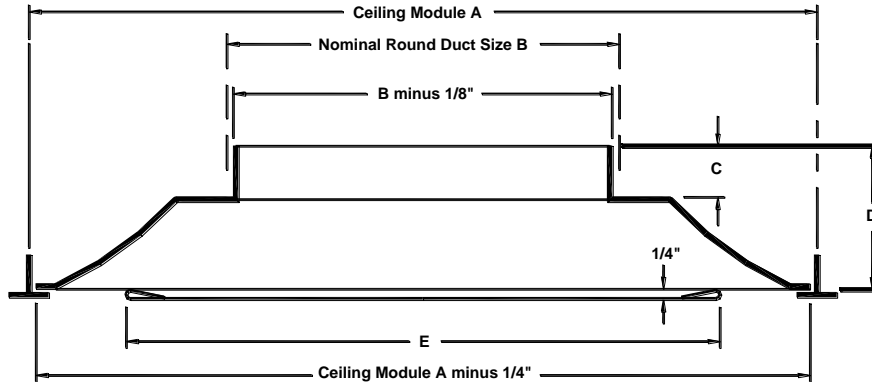 Ceiling Module A
Nominal Round Duct Size B
B minus 1/8"
C
D
1/4"
E
Ceiling Module A minus 1/4"